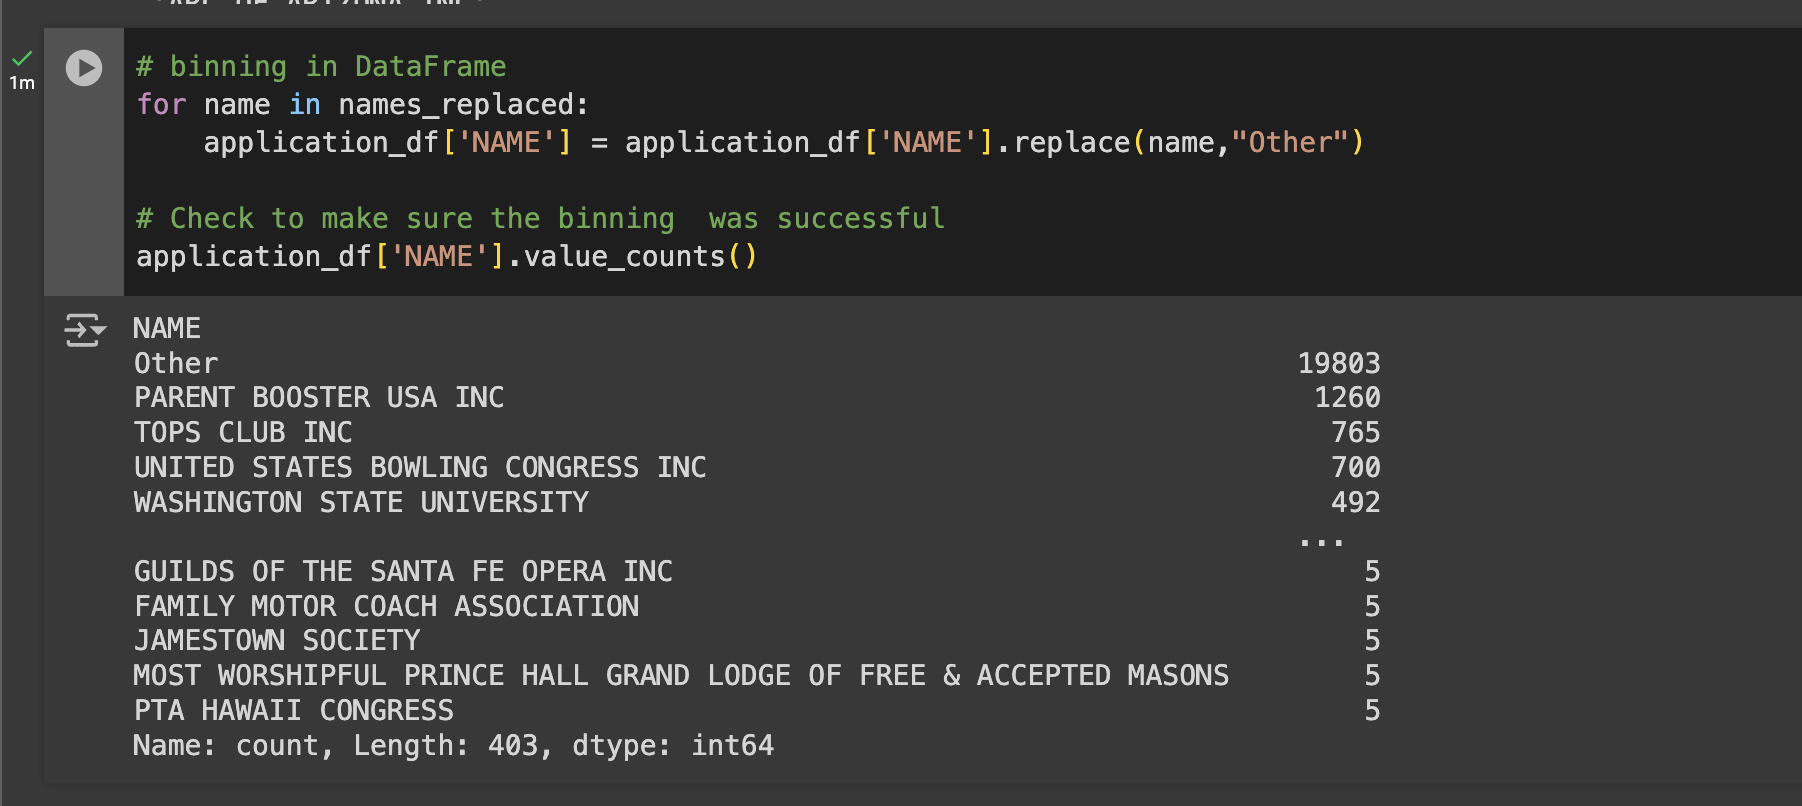 1m
# binning in DataFrame
for name in names_replaced:
    application_df['NAME'] = application_df['NAME'].replace(name,"Other")
# Check to make sure the binning  was successful
application_df['NAME'].value_counts()
NAME
Other 19803
PARENT BOOSTER USA INC 1260
TOPS CLUB INC 765
UNITED STATES BOWLING CONGRESS INC 700
WASHINGTON STATE UNIVERSITY 492
...
GUILDS OF THE SANTA FE OPERA INC 5
FAMILY MOTOR COACH ASSOCIATION 5
JAMESTOWN SOCIETY 5
MOST WORSHIPFUL PRINCE HALL GRAND LODGE OF FREE & ACCEPTED MASONS 5
PTA HAWAII CONGRESS 5
Name: count, Length: 403, dtype: int64